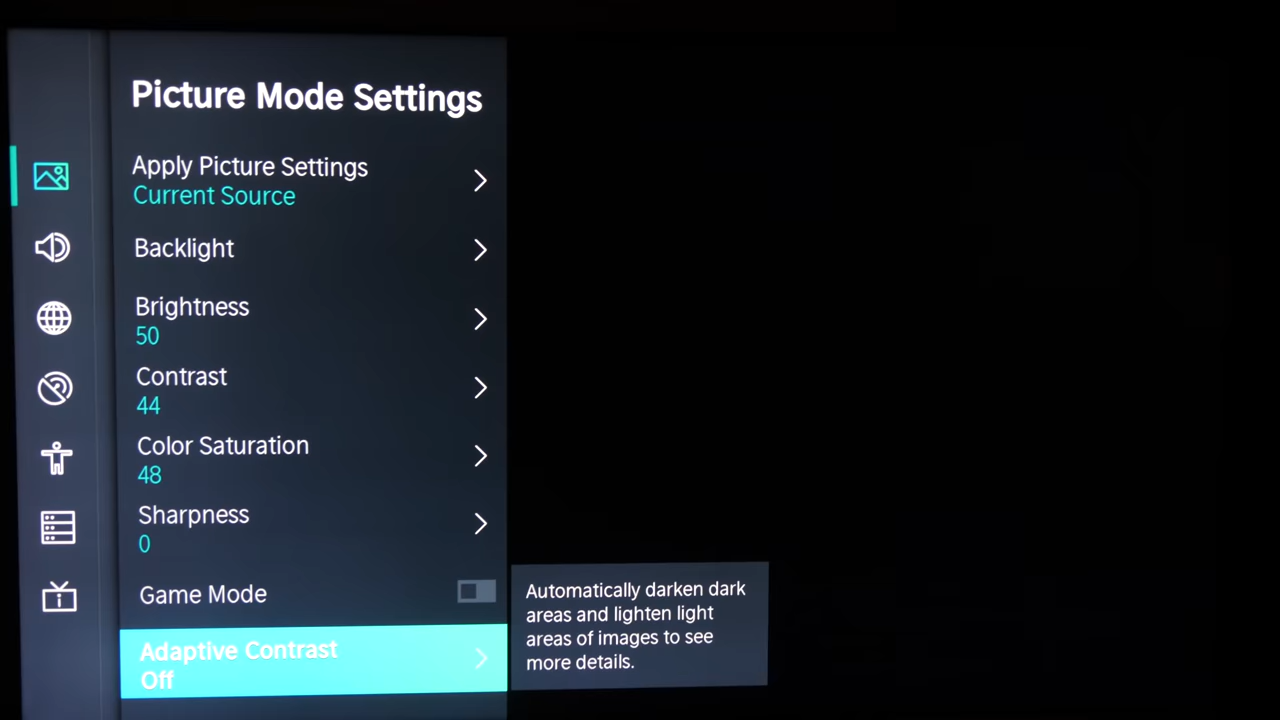 Picture Mode Settings
Apply Picture Settings
Current Source
Backlight
Brightness
50
Contrast
44
Color Saturation
48
Sharpness
0
Game Mode
Adaptive Contrast
Off
Automatically darken dark
areas and lighten light
areas of images to see
more details.